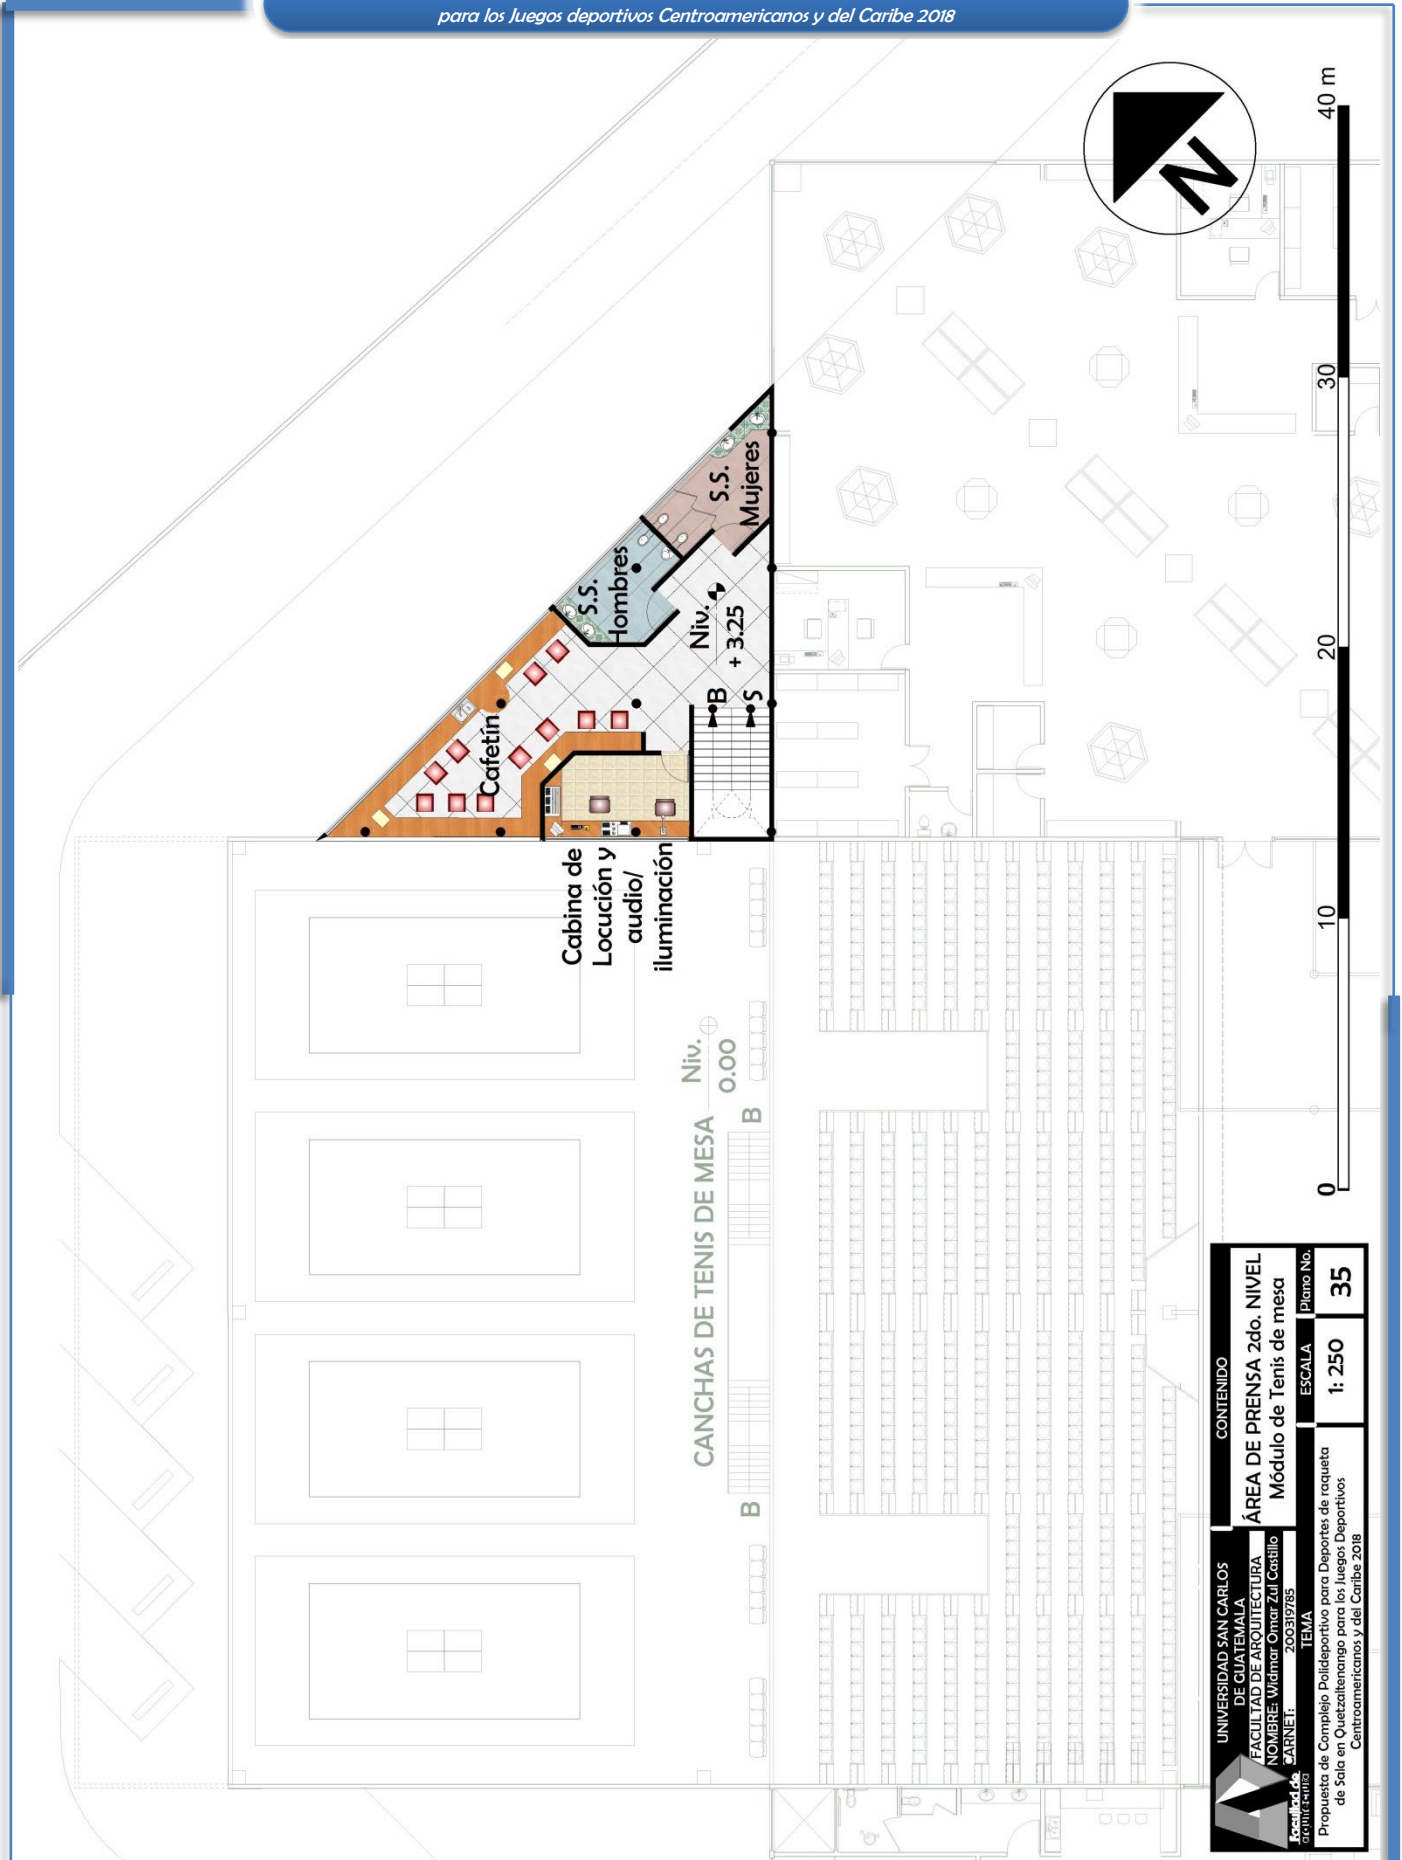 para los Juegos deportivos Centroamericanos y del Caribe 2018
N
0
10
20
30
40 m
Cafetín
S.S.
Hombres
S.S.
Mujeres
Niv.
+ 3.25
B
S
Cabina de
Locución y
audio/
iluminación
CANCHAS DE TENIS DE MESA
Niv.
0.00
B
B
UNIVERSIDAD SAN CARLOS
DE GUATEMALA
FACULTAD DE ARQUITECTURA
NOMBRE: Widmar Omar Zul Castillo
CARNET: 200319785
Facultad de
arquitectura
CONTENIDO
ÁREA DE PRENSA 2do. NIVEL
Módulo de Tenis de mesa
TEMA
Propuesta de Complejo Polideportivo para Deportes de raqueta
de Sala en Quetzaltenango para los Juegos Deportivos
Centroamericanos y del Caribe 2018
ESCALA
1: 250
Plano No.
35